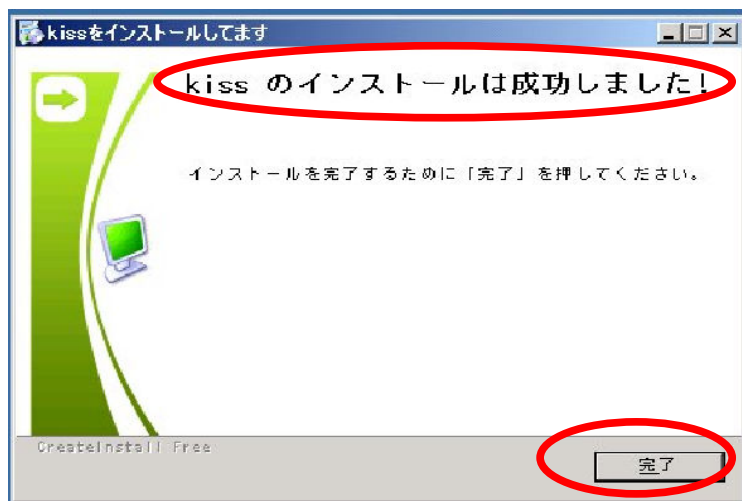 kissをインストールしてます
kiss のインストールは成功しました!
インストールを完了するために「完了」を押してください。
CreateInstall Free
完了